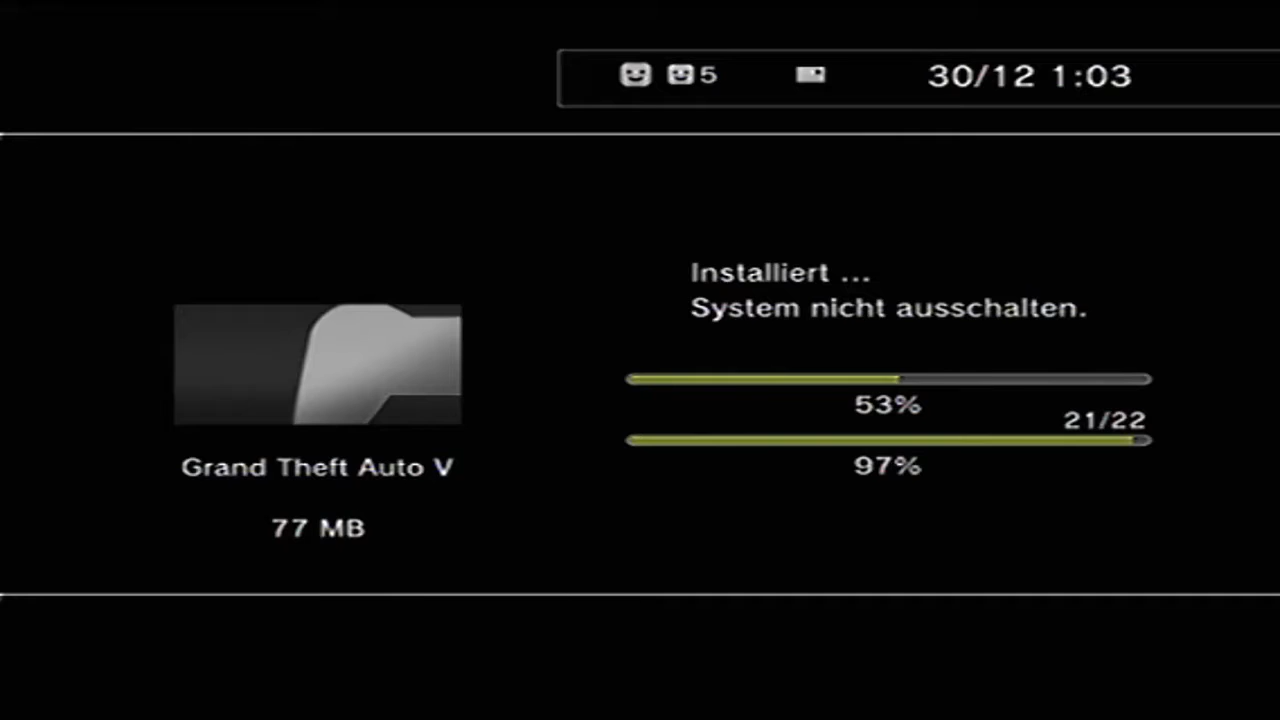 5
30/12 1:03
Installiert ...
System nicht ausschalten.
53%
21/22
97%
Grand Theft Auto V
77 MB